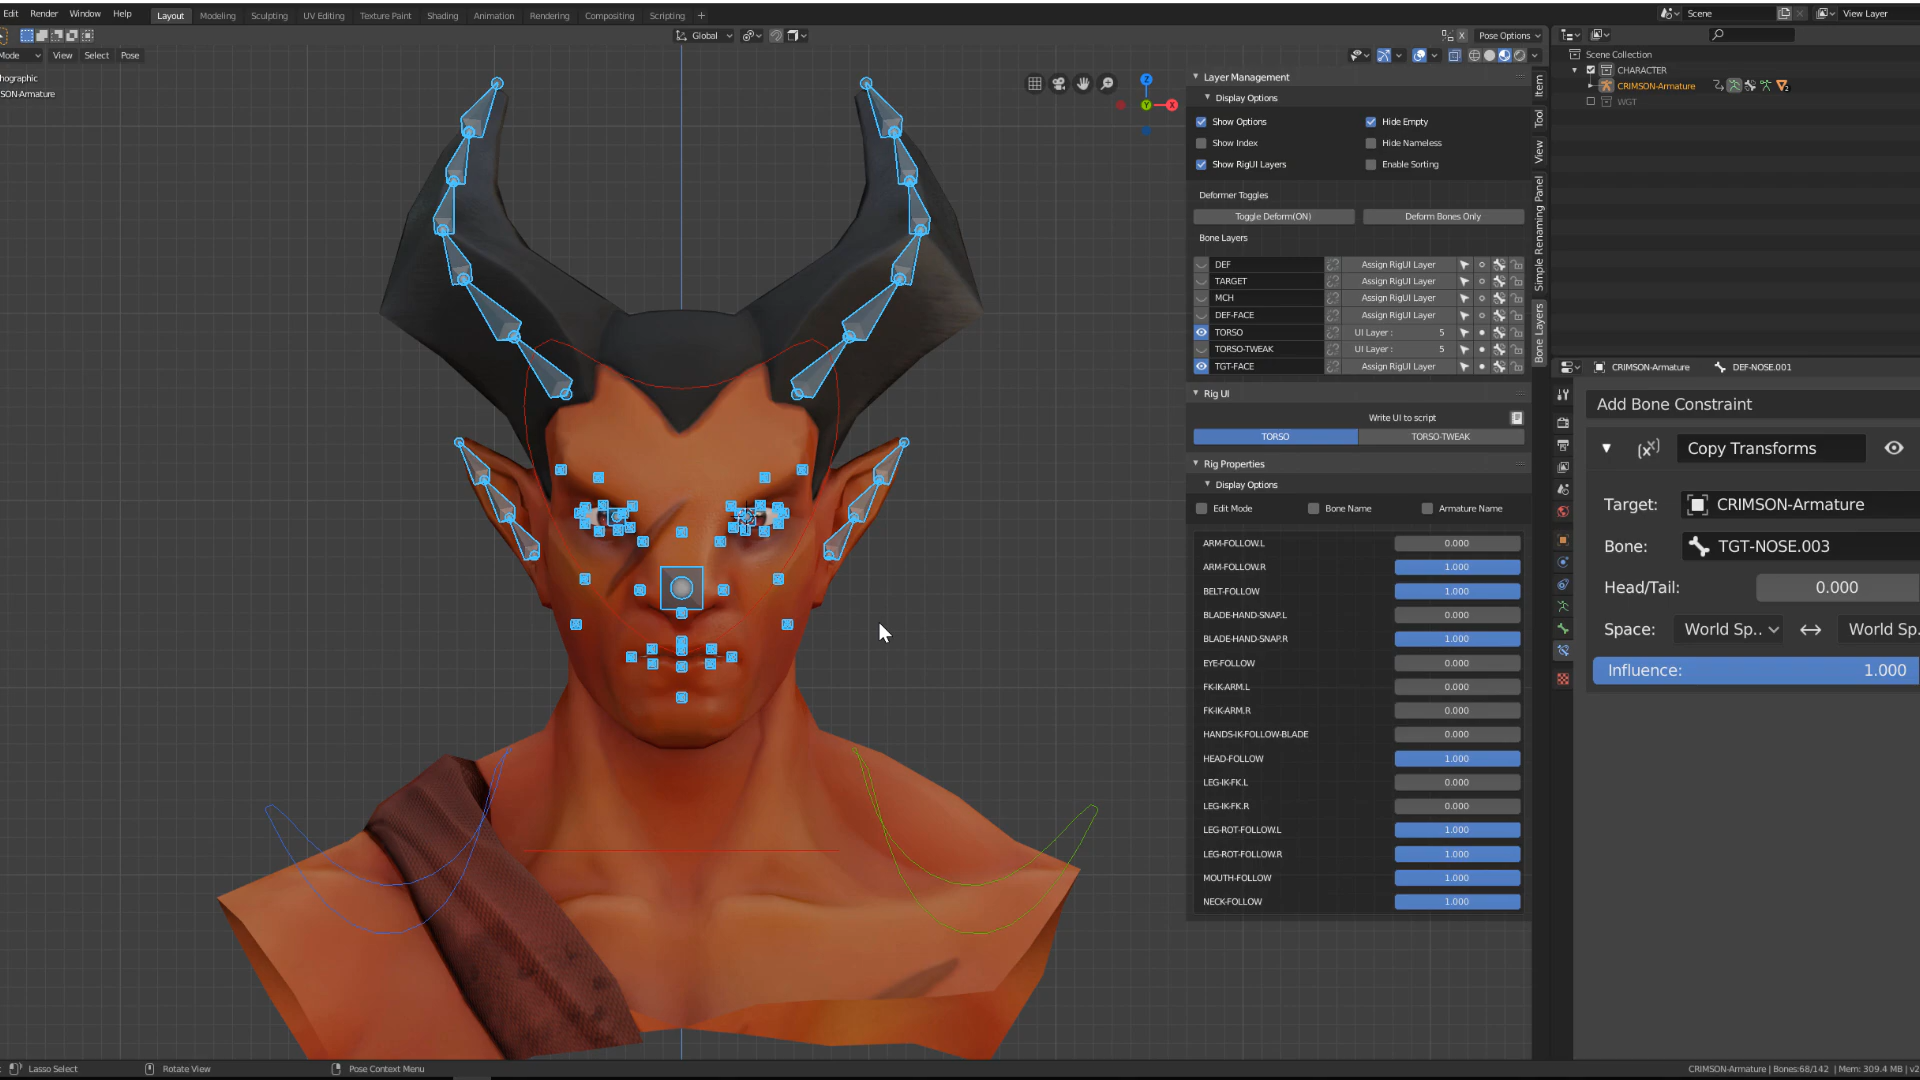 Edit Render Window Help Layout Modeling Sculpting UV Editing Texture Paint Shading Animation Rendering Compositing Scripting + Scene View Layer
Global Pose Options
Mode View Select Pose
hographic
SON-Armature
Scene Collection
CHARACTER
CRIMSON-Armature
WGT
Layer Management
Display Options
Show Options Hide Empty
Show Index Hide Nameless
Show RigUI Layers Enable Sorting
Deformer Toggles
Toggle Deform(ON) Deform Bones Only
Bone Layers
DEF Assign RigUI Layer
TARGET Assign RigUI Layer
MCH Assign RigUI Layer
DEF-FACE Assign RigUI Layer
TORSO UI Layer : 5
TORSO-TWEAK UI Layer : 5
TGT-FACE Assign RigUI Layer
Rig UI
Write UI to script
TORSO TORSO-TWEAK
Rig Properties
Display Options
Edit Mode Bone Name Armature Name
ARM-FOLLOW.L 0.000
ARM-FOLLOW.R 1.000
BELT-FOLLOW 1.000
BLADE-HAND-SNAP.L 0.000
BLADE-HAND-SNAP.R 1.000
EYE-FOLLOW 0.000
FK-IK-ARM.L 0.000
FK-IK-ARM.R 0.000
HANDS-IK-FOLLOW-BLADE 0.000
HEAD-FOLLOW 1.000
LEG-IK-FK.L 0.000
LEG-IK-FK.R 0.000
LEG-ROT-FOLLOW.L 1.000
LEG-ROT-FOLLOW.R 1.000
MOUTH-FOLLOW 1.000
NECK-FOLLOW 1.000
Item
Tool
View
Simple Renaming Panel
Bone Layers
CRIMSON-Armature DEF-NOSE.001
Add Bone Constraint
Copy Transforms
Target: CRIMSON-Armature
Bone: TGT-NOSE.003
Head/Tail: 0.000
Space: World Sp.. World Sp.
Influence: 1.000
Z
Y
X
Lasso Select Rotate View Pose Context Menu CRIMSON-Armature | Bones:68/142 | Mem: 309.4 MB | v2